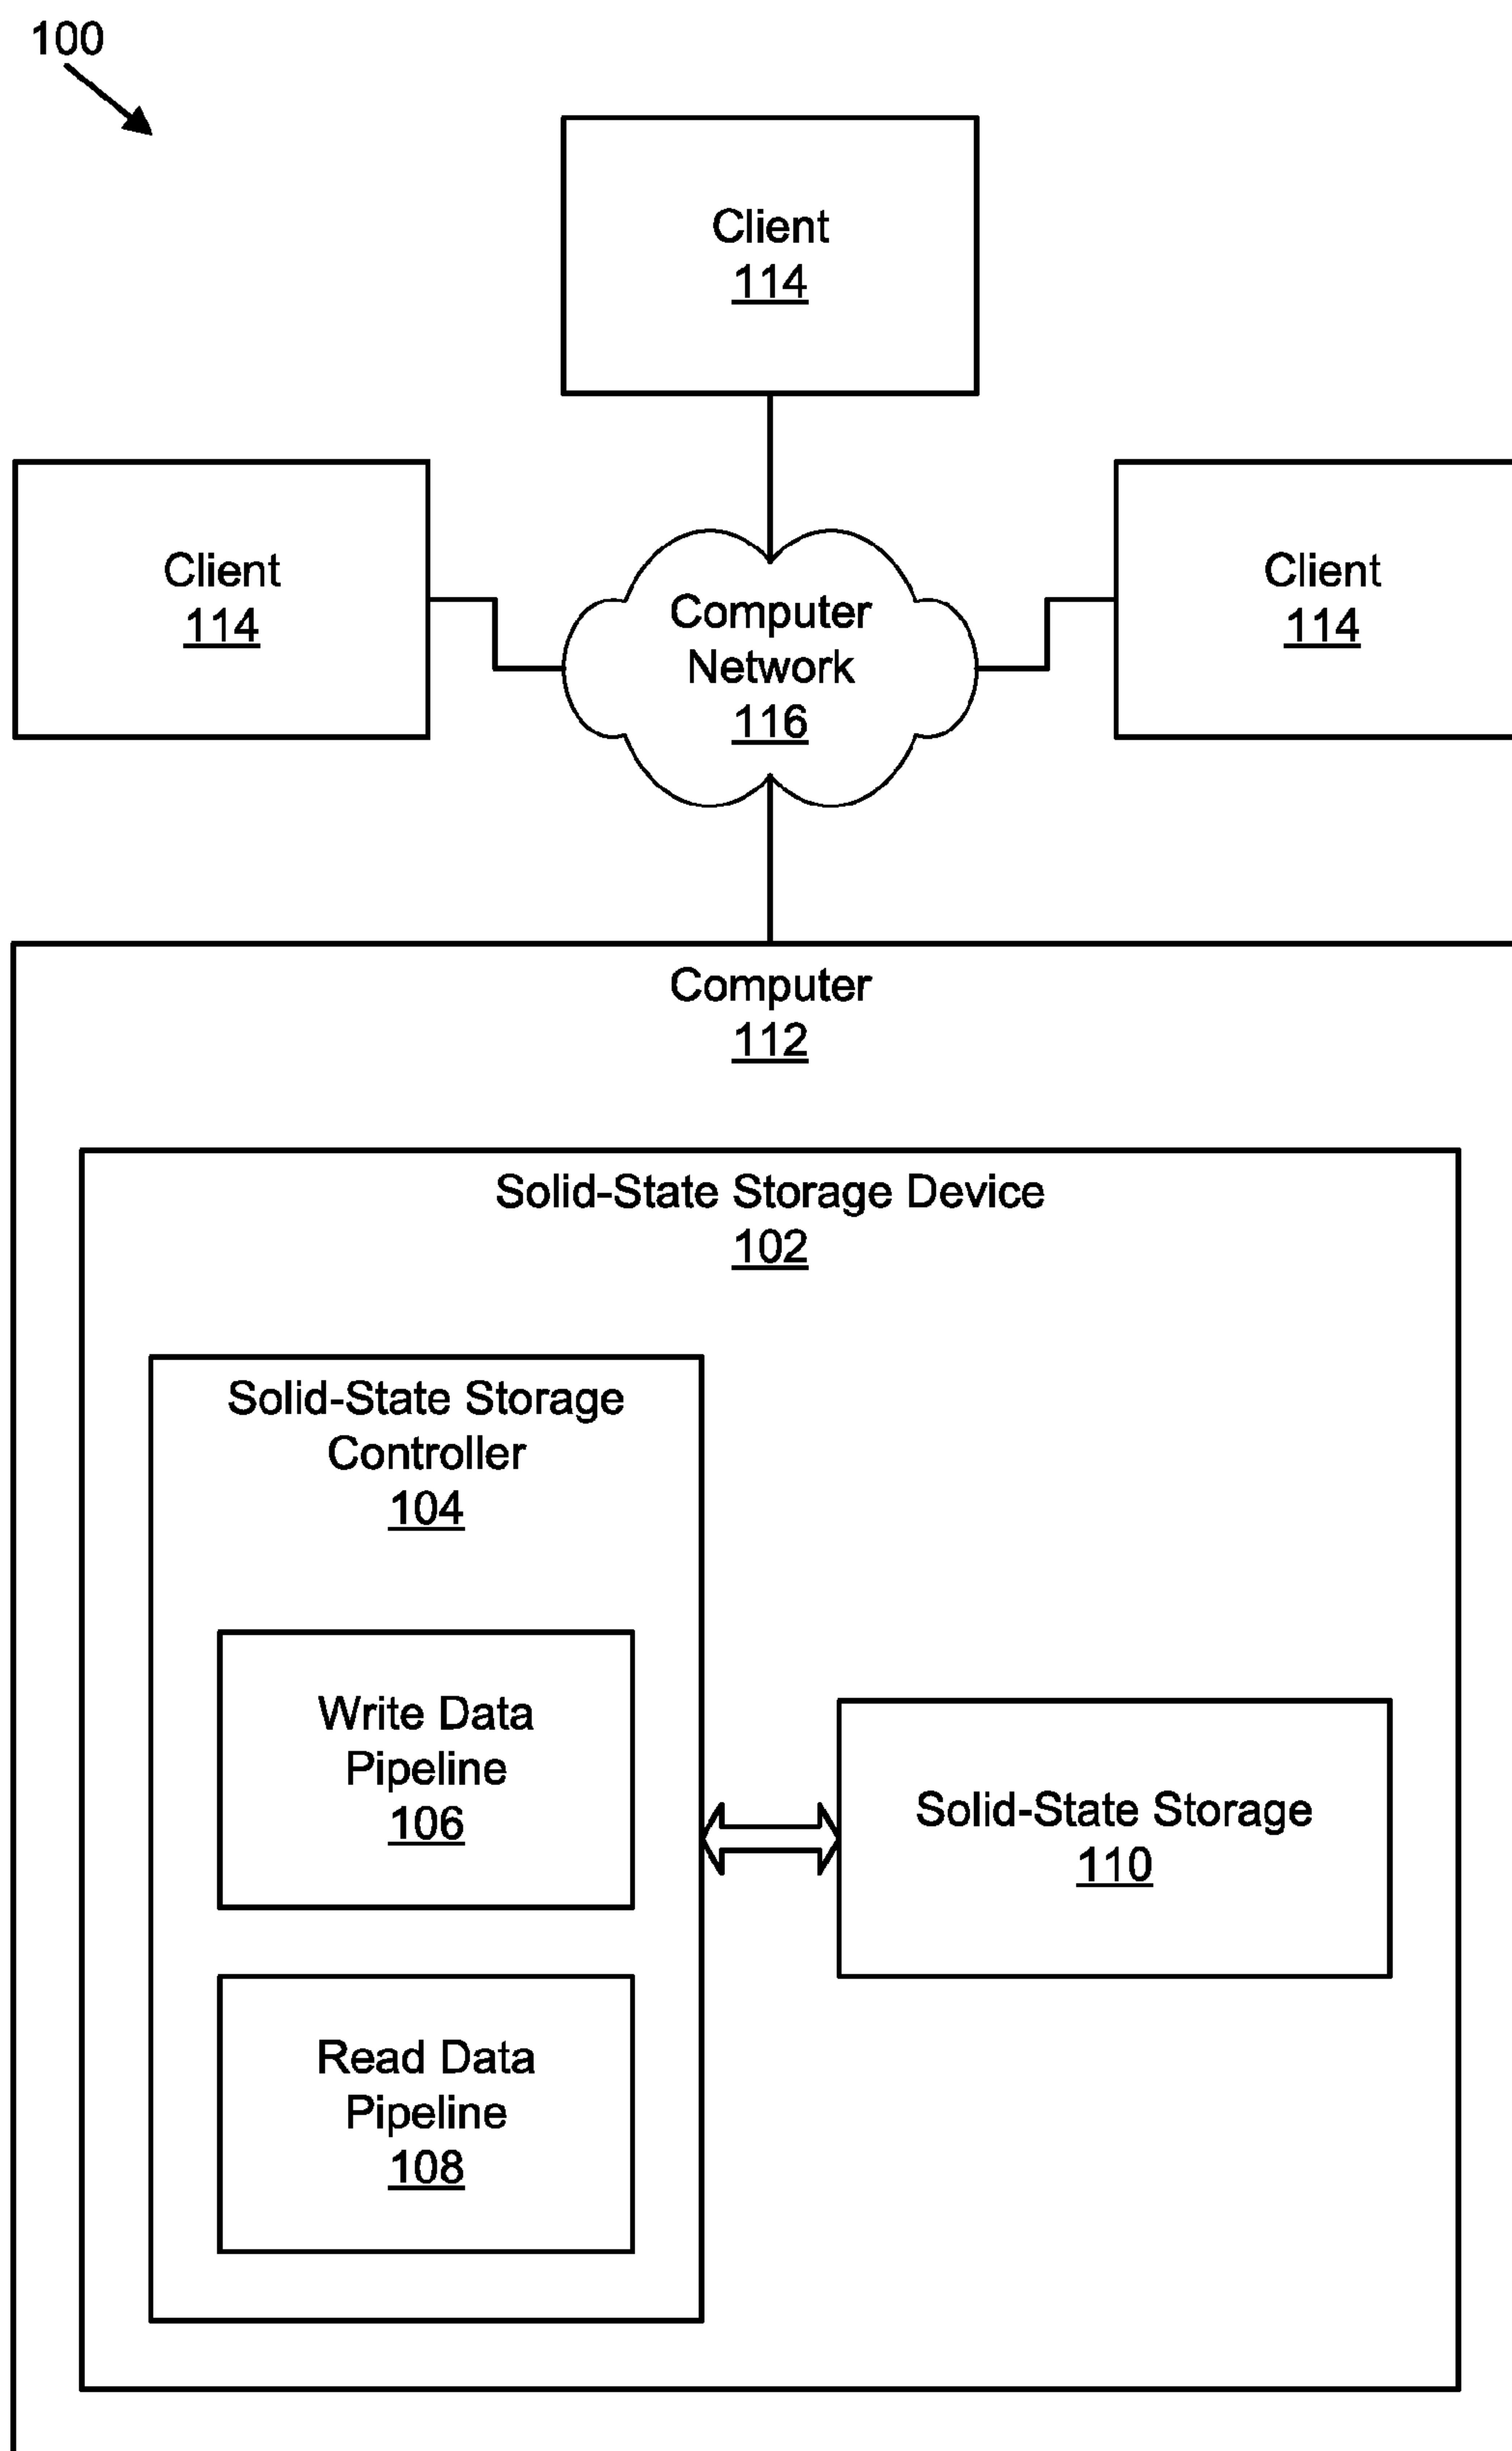 100
Client
114
Client
114
Client
114
Computer
Network
116
Computer
112
Solid-State Storage Device
102
Solid-State Storage
Controller
104
Write Data
Pipeline
106
Solid-State Storage
110
Read Data
Pipeline
108